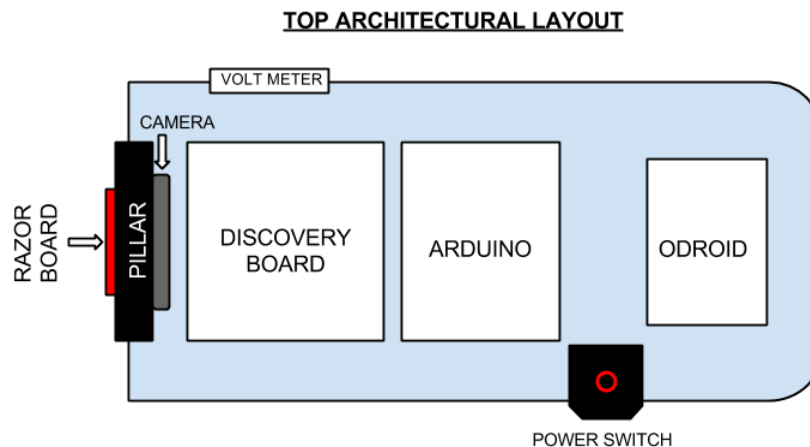 TOP ARCHITECTURAL LAYOUT
VOLT METER
CAMERA
RAZOR
BOARD
PILLAR
DISCOVERY
BOARD
ARDUINO
ODROID
POWER SWITCH